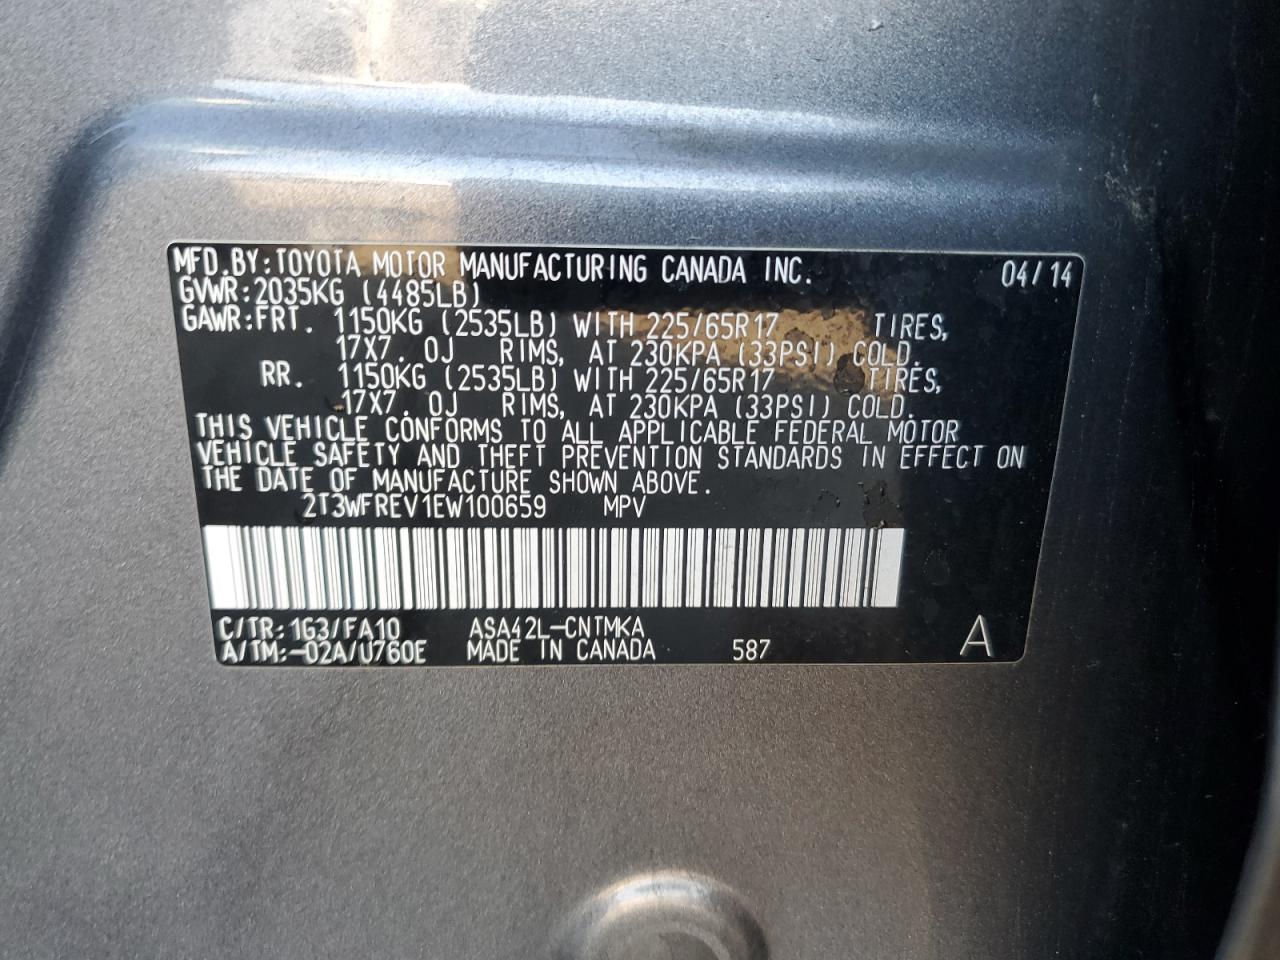 MFD.BY:TOYOTA MOTOR MANUFACTURING CANADA INC. 04/14
GVWR:2035KG (4485LB)
GAWR:FRT. 1150KG (2535LB) WITH 225/65R17 TIRES,
17X7.0J RIMS, AT 230KPA (33PSI) COLD.
RR. 1150KG (2535LB) WITH 225/65R17 TIRES,
17X7.0J RIMS, AT 230KPA (33PSI) COLD.
THIS VEHICLE CONFORMS TO ALL APPLICABLE FEDERAL MOTOR
VEHICLE SAFETY AND THEFT PREVENTION STANDARDS IN EFFECT ON
THE DATE OF MANUFACTURE SHOWN ABOVE.
2T3WFREV1EW100659 MPV
C/TR:1G3/FA10 ASA42L-CNTMKA
A/TM:-02A/U760E MADE IN CANADA 587 A